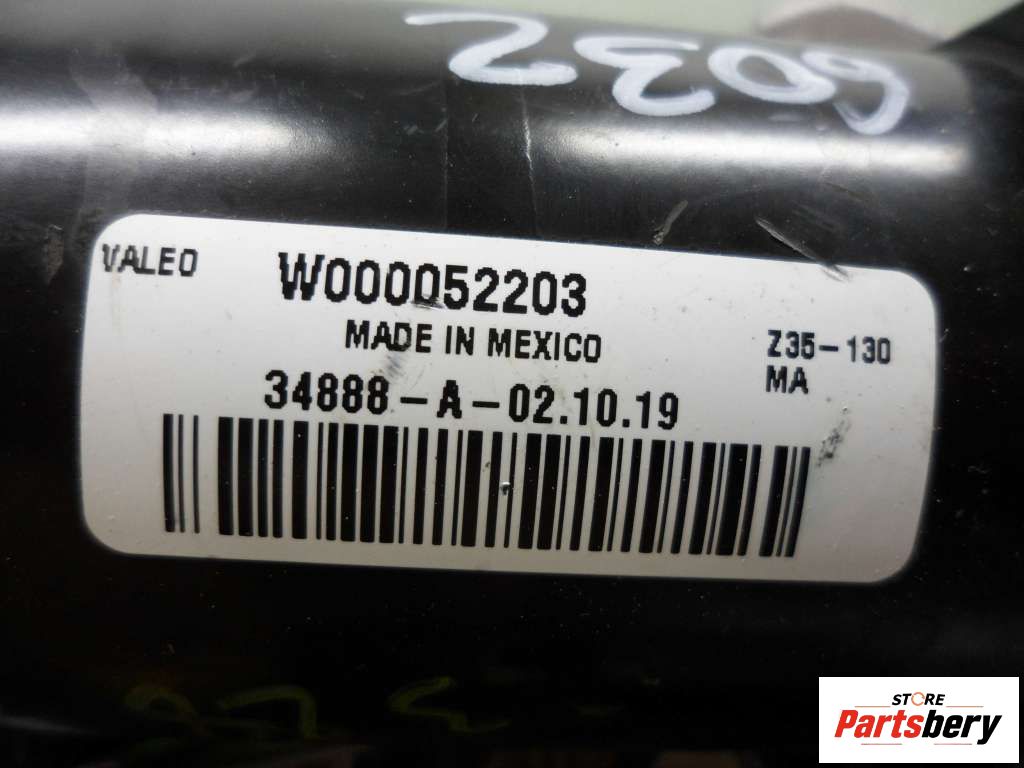 6032
VALEO
W000052203
MADE IN MEXICO
Z35-130
MA
34888-A-02.10.19
STORE
Partsbery